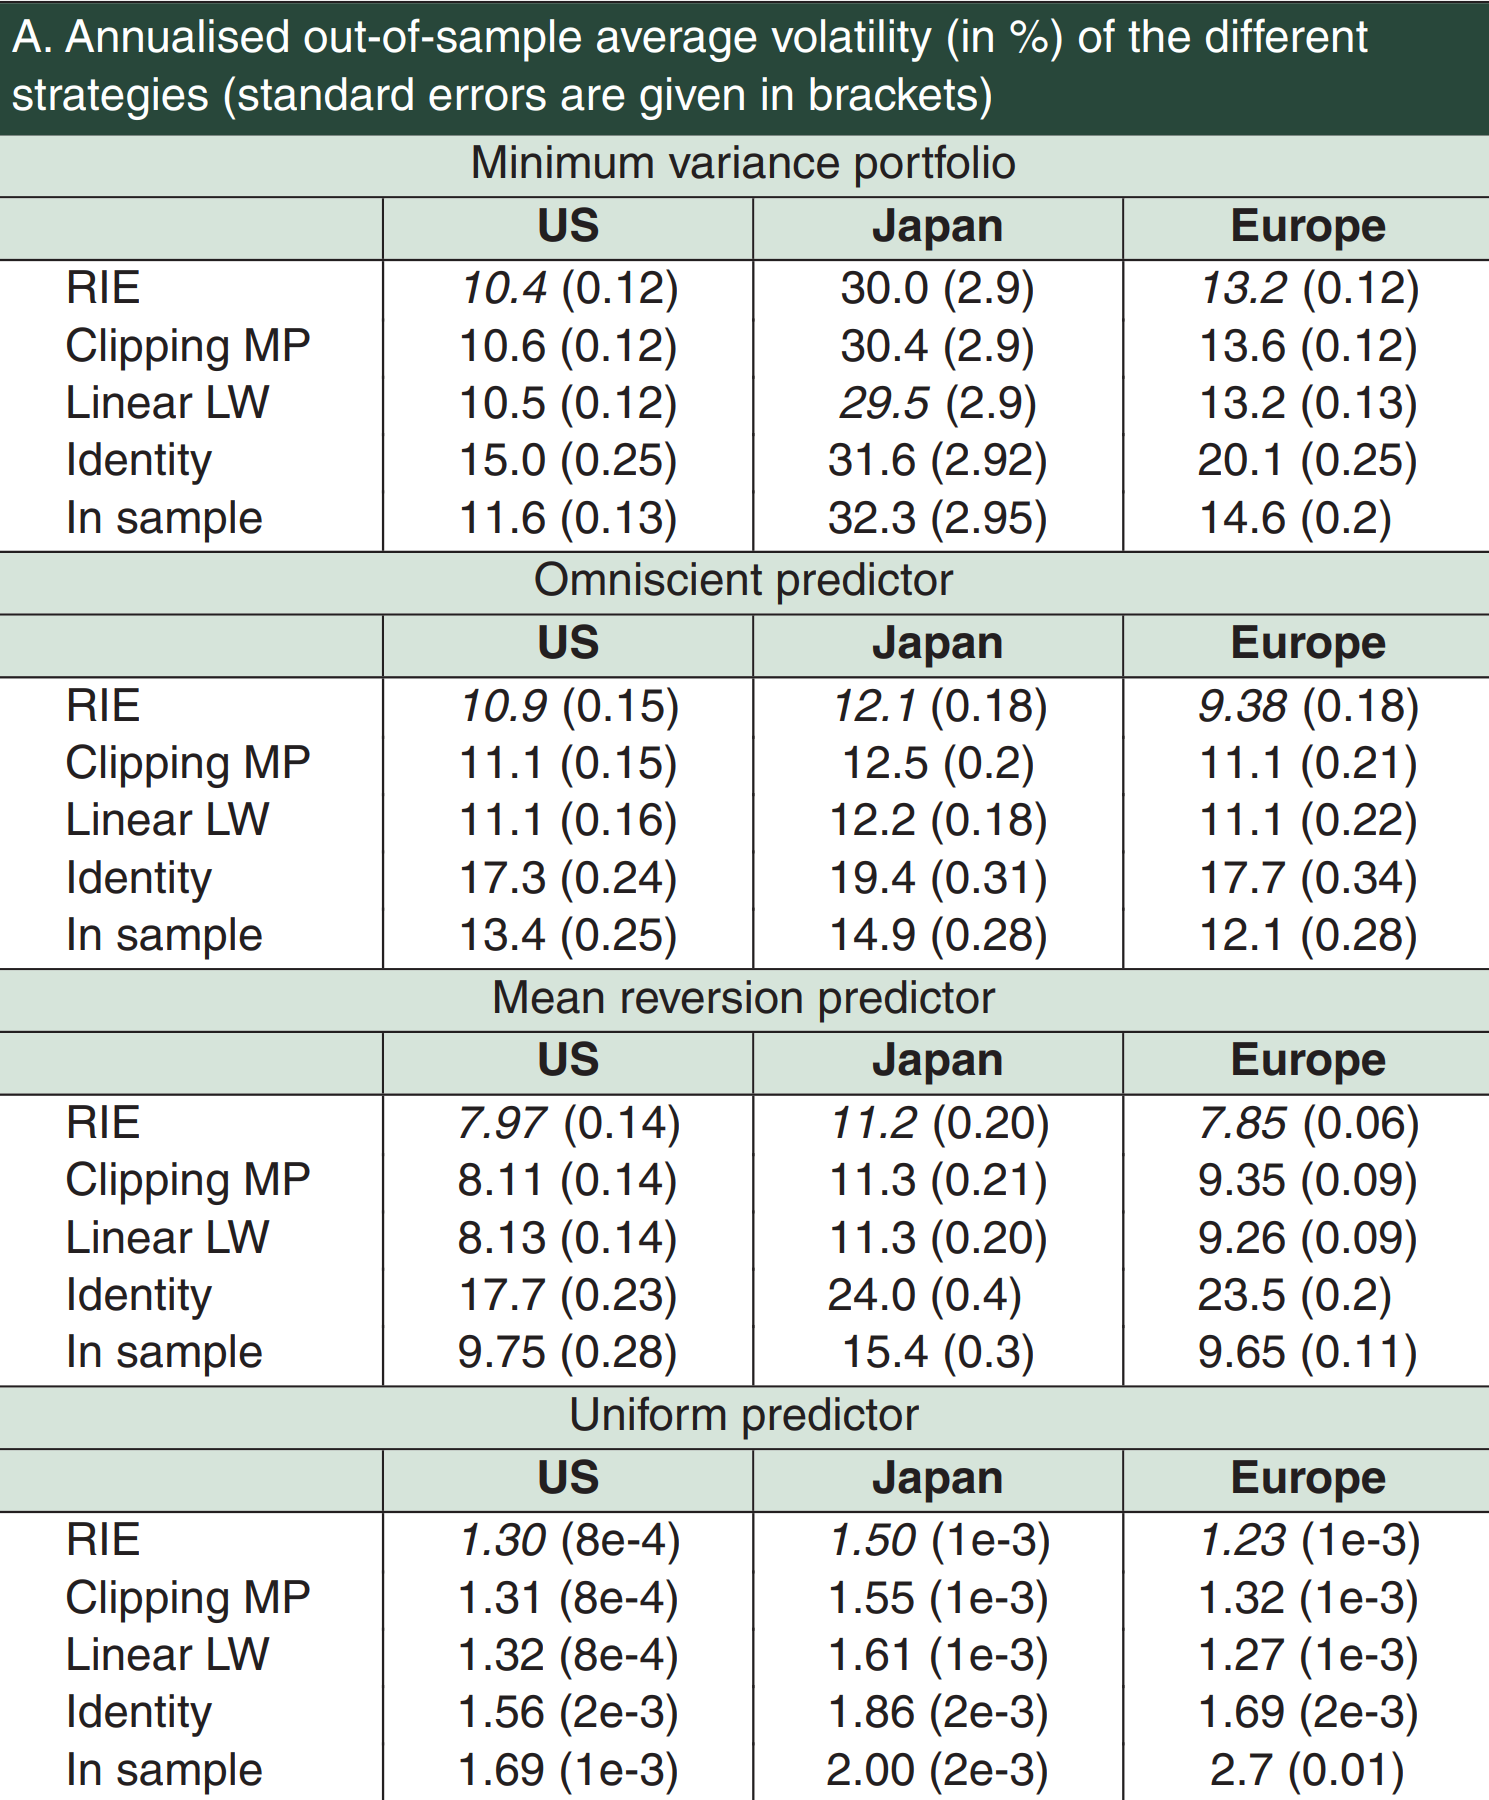 A. Annualised out-of-sample average volatility (in %) of the different
strategies (standard errors are given in brackets)
Minimum variance portfolio
US Japan Europe
RIE 10.4 (0.12) 30.0 (2.9) 13.2 (0.12)
Clipping MP 10.6 (0.12) 30.4 (2.9) 13.6 (0.12)
Linear LW 10.5 (0.12) 29.5 (2.9) 13.2 (0.13)
Identity 15.0 (0.25) 31.6 (2.92) 20.1 (0.25)
In sample 11.6 (0.13) 32.3 (2.95) 14.6 (0.2)
Omniscient predictor
US Japan Europe
RIE 10.9 (0.15) 12.1 (0.18) 9.38 (0.18)
Clipping MP 11.1 (0.15) 12.5 (0.2) 11.1 (0.21)
Linear LW 11.1 (0.16) 12.2 (0.18) 11.1 (0.22)
Identity 17.3 (0.24) 19.4 (0.31) 17.7 (0.34)
In sample 13.4 (0.25) 14.9 (0.28) 12.1 (0.28)
Mean reversion predictor
US Japan Europe
RIE 7.97 (0.14) 11.2 (0.20) 7.85 (0.06)
Clipping MP 8.11 (0.14) 11.3 (0.21) 9.35 (0.09)
Linear LW 8.13 (0.14) 11.3 (0.20) 9.26 (0.09)
Identity 17.7 (0.23) 24.0 (0.4) 23.5 (0.2)
In sample 9.75 (0.28) 15.4 (0.3) 9.65 (0.11)
Uniform predictor
US Japan Europe
RIE 1.30 (8e-4) 1.50 (1e-3) 1.23 (1e-3)
Clipping MP 1.31 (8e-4) 1.55 (1e-3) 1.32 (1e-3)
Linear LW 1.32 (8e-4) 1.61 (1e-3) 1.27 (1e-3)
Identity 1.56 (2e-3) 1.86 (2e-3) 1.69 (2e-3)
In sample 1.69 (1e-3) 2.00 (2e-3) 2.7 (0.01)